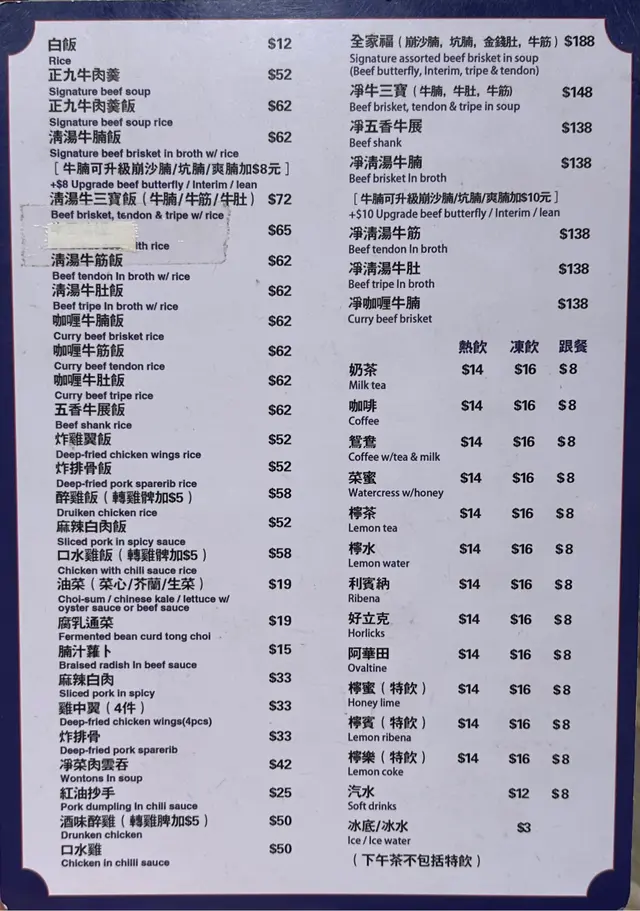 白飯 $12
Rice
正九牛肉羹 $52
Signature beef soup
正九牛肉羹飯 $62
Signature beef soup rice
清湯牛腩飯 $62
Signature beef brisket in broth w/ rice
[ 牛腩可升級崩沙腩/坑腩/爽腩加$8元 ]
+$8 Upgrade beef butterfly / Interim / lean
清湯牛三寶飯 ( 牛腩/牛筋/牛肚 ) $72
Beef brisket, tendon & tripe w/ rice
$65
ith rice
清湯牛筋飯 $62
Beef tendon In broth w/ rice
清湯牛肚飯 $62
Beef tripe In broth w/ rice
咖喱牛腩飯 $62
Curry beef brisket rice
咖喱牛筋飯 $62
Curry beef tendon rice
咖喱牛肚飯 $62
Curry beef tripe rice
五香牛展飯 $62
Beef shank rice
炸雞翼飯 $52
Deep-fried chicken wings rice
炸排骨飯 $52
Deep-fried pork sparerib rice
醉雞飯 ( 轉雞髀加$5 ) $58
Druiken chicken rice
麻辣白肉飯 $52
Sliced pork in spicy sauce
口水雞飯 ( 轉雞髀加$5 ) $58
Chicken with chili sauce rice
油菜 ( 菜心/芥蘭/生菜 ) $19
Choi-sum / chinese kale / lettuce w/
oyster sauce or beef sauce
腐乳通菜 $19
Fermented bean curd tong choi
腩汁蘿卜 $15
Braised radish In beef sauce
麻辣白肉 $33
Sliced pork in spicy
雞中翼 ( 4件 ) $33
Deep-fried chicken wings(4pcs)
炸排骨 $33
Deep-fried pork sparerib
凈菜肉雲吞 $42
Wontons In soup
紅油抄手 $25
Pork dumpling In chili sauce
酒味醉雞 ( 轉雞脾加$5 ) $50
Drunken chicken
口水雞 $50
Chicken in chilli sauce
全家福 ( 崩沙腩, 坑腩, 金錢肚, 牛筋 ) $188
Signature assorted beef brisket in soup
(Beef butterfly, Interim, tripe & tendon)
凈牛三寶 ( 牛腩, 牛肚, 牛筋) $148
Beef brisket, tendon & tripe in soup
凈五香牛展 $138
Beef shank
凈清湯牛腩 $138
Beef brisket In broth
[ 牛腩可升級崩沙腩/坑腩/爽腩加$10元 ]
+$10 Upgrade beef butterfly / Interim / lean
凈清湯牛筋 $138
Beef tendon In broth
凈清湯牛肚 $138
Beef tripe In broth
凈咖喱牛腩 $138
Curry beef brisket
熱飲 凍飲 跟餐
奶茶 $14 $16 $8
Milk tea
咖啡 $14 $16 $8
Coffee
鴛鴦 $14 $16 $8
Coffee w/tea & milk
菜蜜 $14 $16 $8
Watercress w/honey
檸茶 $14 $16 $8
Lemon tea
檸水 $14 $16 $8
Lemon water
利賓納 $14 $16 $8
Ribena
好立克 $14 $16 $8
Horlicks
阿華田 $14 $16 $8
Ovaltine
檸蜜 ( 特飲 ) $14 $16 $8
Honey lime
檸賓 ( 特飲 ) $14 $16 $8
Lemon ribena
檸樂 ( 特飲 ) $14 $16 $8
Lemon coke
汽水 $12 $8
Soft drinks
冰底/冰水 $3
Ice / Ice water
( 下午茶不包括特飲 )